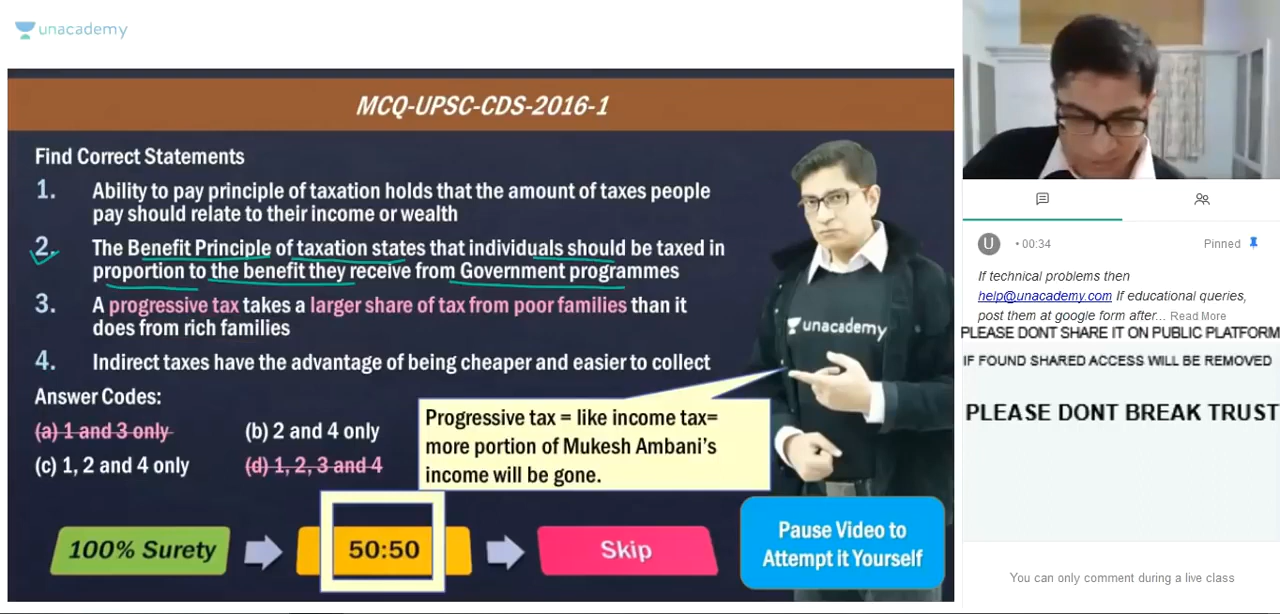 unacademy
MCQ-UPSC-CDS-2016-1
Find Correct Statements
1. Ability to pay principle of taxation holds that the amount of taxes people
pay should relate to their income or wealth
2. The Benefit Principle of taxation states that individuals should be taxed in
proportion to the benefit they receive from Government programmes
3. A progressive tax takes a larger share of tax from poor families than it
does from rich families
4. Indirect taxes have the advantage of being cheaper and easier to collect
Answer Codes:
(a) 1 and 3 only (b) 2 and 4 only
(c) 1, 2 and 4 only (d) 1, 2, 3 and 4
unacademy
Progressive tax = like income tax=
more portion of Mukesh Ambani's
income will be gone.
100% Surety
50:50
Skip
Pause Video to
Attempt it Yourself
U • 00:34 Pinned
If technical problems then
help@unacademy.com If educational queries,
post them at google form after... Read More
PLEASE DONT SHARE IT ON PUBLIC PLATFORM
IF FOUND SHARED ACCESS WILL BE REMOVED
PLEASE DONT BREAK TRUST
You can only comment during a live class